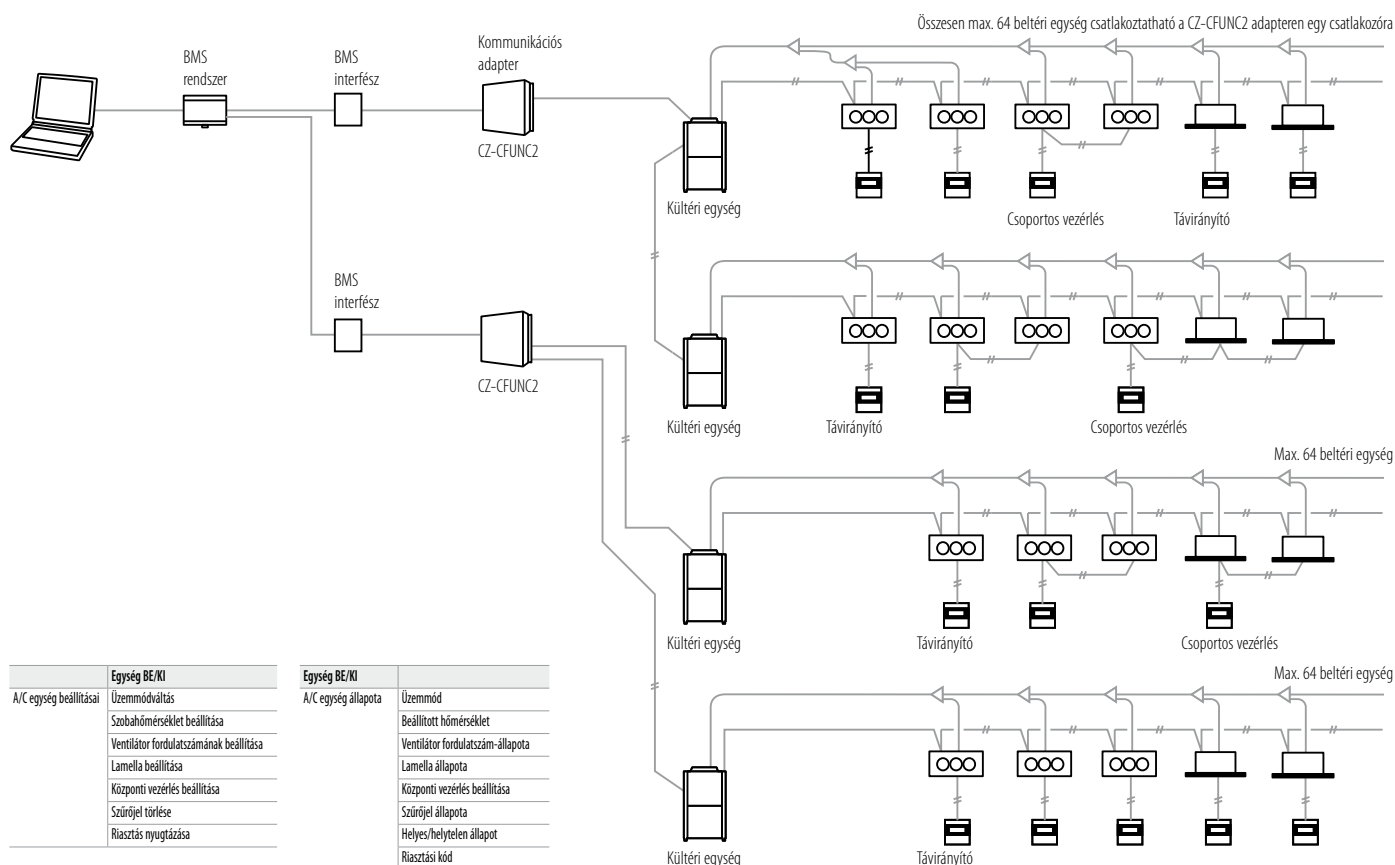 Összesen max. 64 beltéri egység csatlakoztatható a CZ-CFUNC2 adapteren egy csatlakozóra
BMS
rendszer
BMS
interfész
Kommunikációs
adapter
CZ-CFUNC2
Kültéri egység
Csoportos vezérlés
Távirányító
BMS
interfész
CZ-CFUNC2
Kültéri egység
Távirányító
Csoportos vezérlés
Max. 64 beltéri egység
Kültéri egység
Távirányító
Csoportos vezérlés
Max. 64 beltéri egység
Kültéri egység
Távirányító
Egység BE/KI
A/C egység beállításai
Üzemmódváltás
Szobahőmérséklet beállítása
Ventilátor fordulatszámának beállítása
Lamella beállítása
Központi vezérlés beállítása
Szűrőjel törlése
Riasztás nyugtázása
Egység BE/KI
A/C egység állapota
Üzemmód
Beállított hőmérséklet
Ventilátor fordulatszám-állapota
Lamella állapota
Központi vezérlés beállítása
Szűrőjel állapota
Helyes/helytelen állapot
Riasztási kód